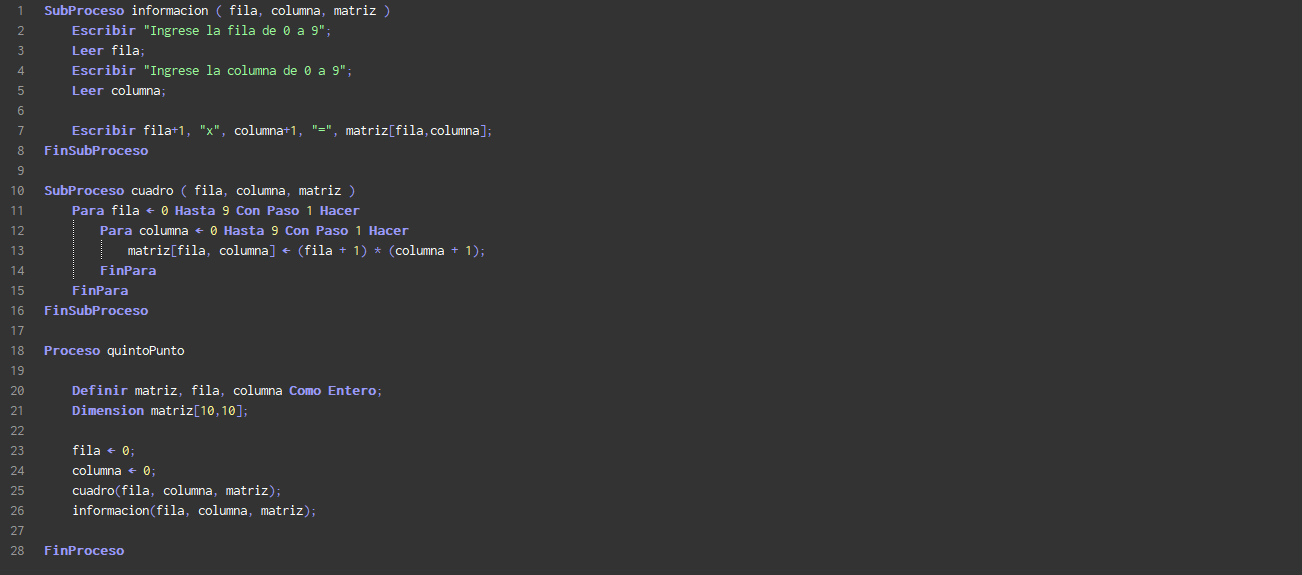 1 SubProceso informacion ( fila, columna, matriz )
2 Escribir "Ingrese la fila de 0 a 9";
3 Leer fila;
4 Escribir "Ingrese la columna de 0 a 9";
5 Leer columna;
6
7 Escribir fila+1, "x", columna+1, "=", matriz[fila,columna];
8 FinSubProceso
9
10 SubProceso cuadro ( fila, columna, matriz )
11 Para fila ← 0 Hasta 9 Con Paso 1 Hacer
12 Para columna ← 0 Hasta 9 Con Paso 1 Hacer
13 matriz[fila, columna] ← (fila + 1) * (columna + 1);
14 FinPara
15 FinPara
16 FinSubProceso
17
18 Proceso quintoPunto
19
20 Definir matriz, fila, columna Como Entero;
21 Dimension matriz[10,10];
22
23 fila ← 0;
24 columna ← 0;
25 cuadro(fila, columna, matriz);
26 informacion(fila, columna, matriz);
27
28 FinProceso